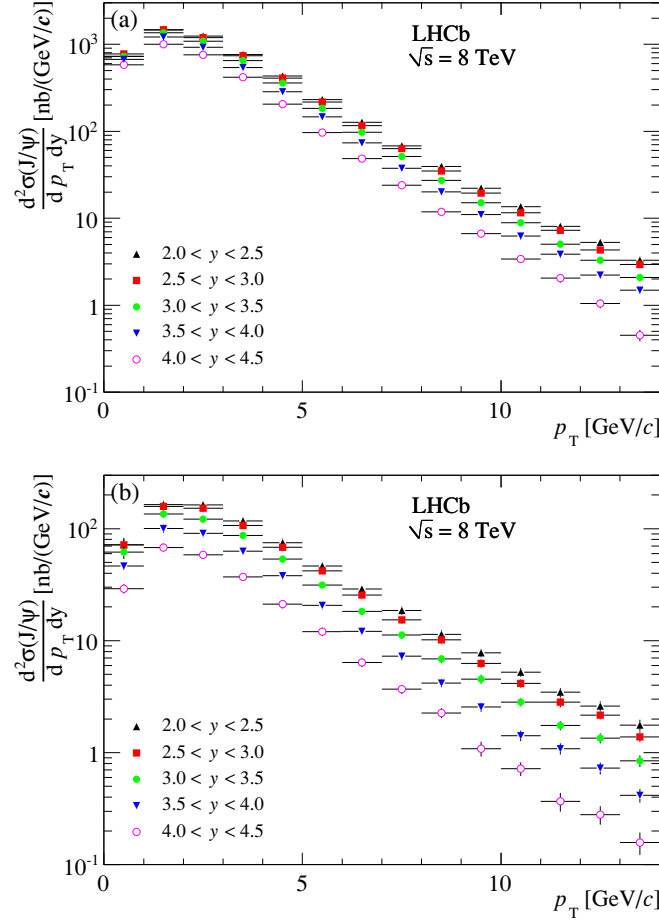 (a)
LHCb
√s = 8 TeV
d²σ(J/ψ)
d p_T dy
[nb/(GeV/c)]
10³
10²
10
1
10⁻¹
2.0 < y < 2.5
2.5 < y < 3.0
3.0 < y < 3.5
3.5 < y < 4.0
4.0 < y < 4.5
0 5 10
p_T [GeV/c]
(b)
LHCb
√s = 8 TeV
d²σ(J/ψ)
d p_T dy
[nb/(GeV/c)]
10²
10
1
10⁻¹
2.0 < y < 2.5
2.5 < y < 3.0
3.0 < y < 3.5
3.5 < y < 4.0
4.0 < y < 4.5
0 5 10
p_T [GeV/c]